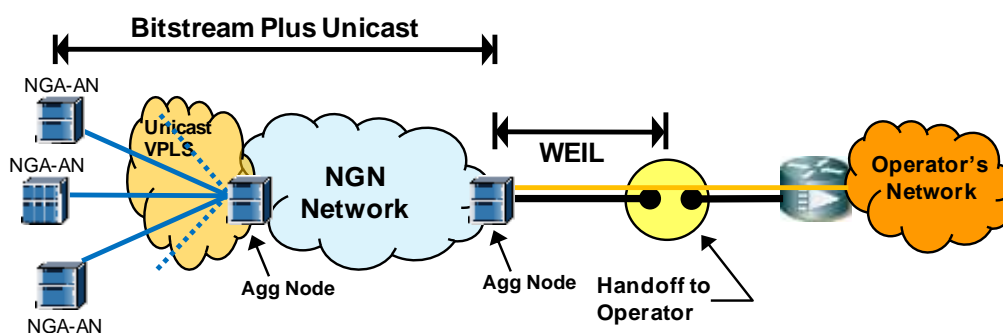 Bitstream Plus Unicast
NGA-AN
Unicast
VPLS
NGA-AN
NGA-AN
NGN
Network
Agg Node
WEIL
Agg Node
Handoff to
Operator
Operator's
Network